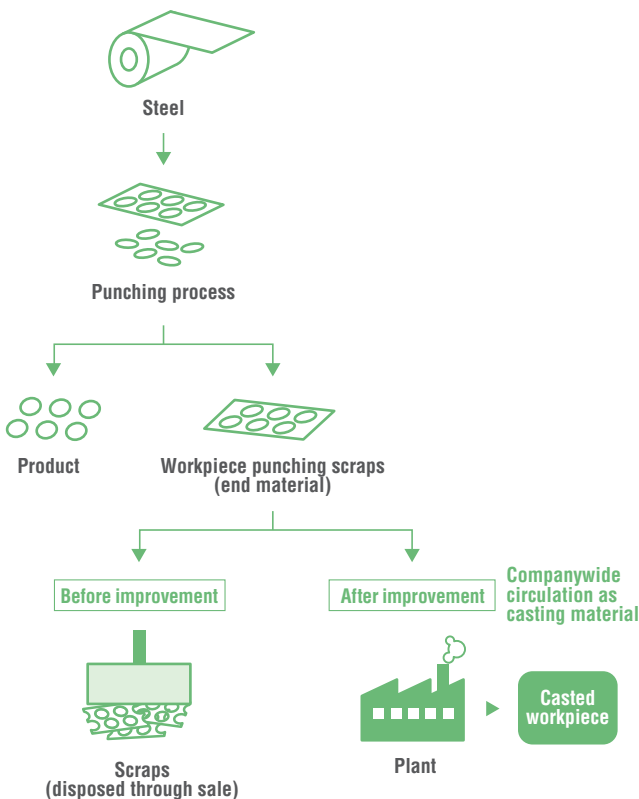 Steel
Punching process
Product
Workpiece punching scraps
(end material)
Before improvement
After improvement
Companywide
circulation as
casting material
Scraps
(disposed through sale)
Plant
Casted
workpiece